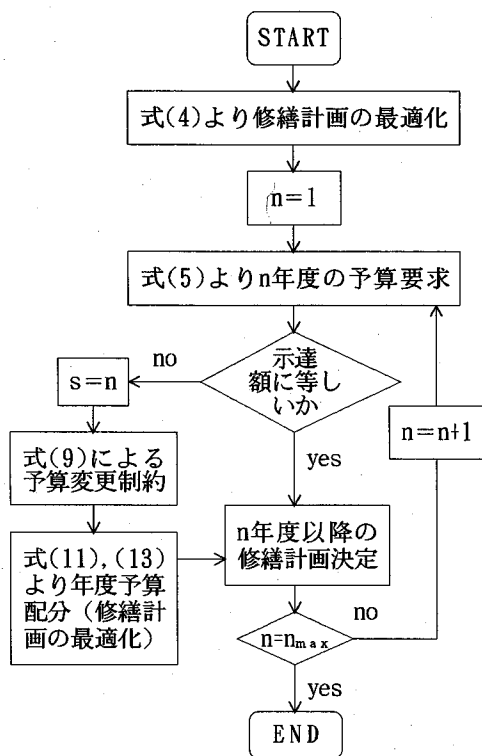 START
式(4)より修繕計画の最適化
n=1
式(5)よりn年度の予算要求
示達
額に等し
いか
no
s=n
式(9)による
予算変更制約
式(11),(13)
より年度予算
配分(修繕計
画の最適化)
yes
n年度以降の
修繕計画決定
n=n+1
n=nmax
no
yes
END